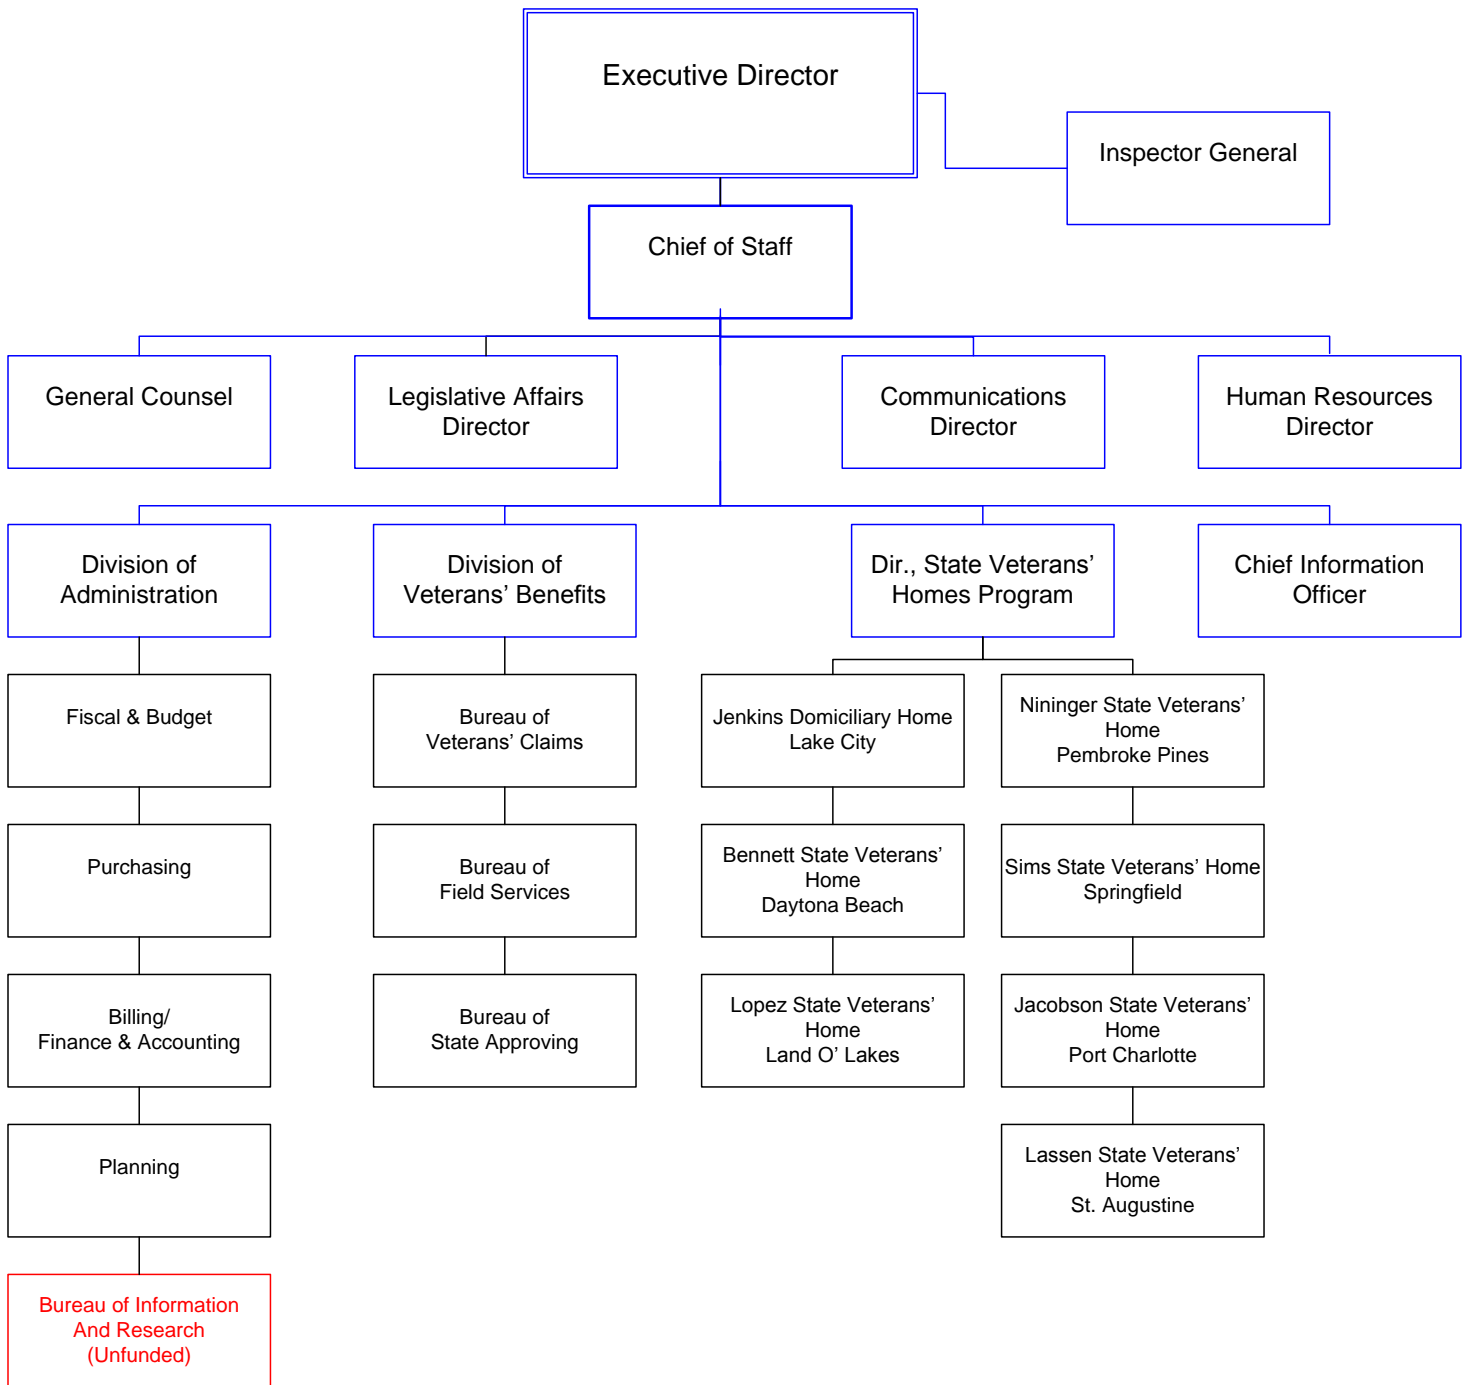 Executive Director
Inspector General
Chief of Staff
General Counsel
Legislative Affairs
Director
Communications
Director
Human Resources
Director
Division of
Administration
Division of
Veterans’ Benefits
Dir., State Veterans’
Homes Program
Chief Information
Officer
Fiscal & Budget
Bureau of
Veterans’ Claims
Jenkins Domiciliary Home
Lake City
Nininger State Veterans’
Home
Pembroke Pines
Purchasing
Bureau of
Field Services
Bennett State Veterans’
Home
Daytona Beach
Sims State Veterans’ Home
Springfield
Billing/
Finance & Accounting
Bureau of
State Approving
Lopez State Veterans’
Home
Land O’ Lakes
Jacobson State Veterans’
Home
Port Charlotte
Planning
Lassen State Veterans’
Home
St. Augustine
Bureau of Information
And Research
(Unfunded)